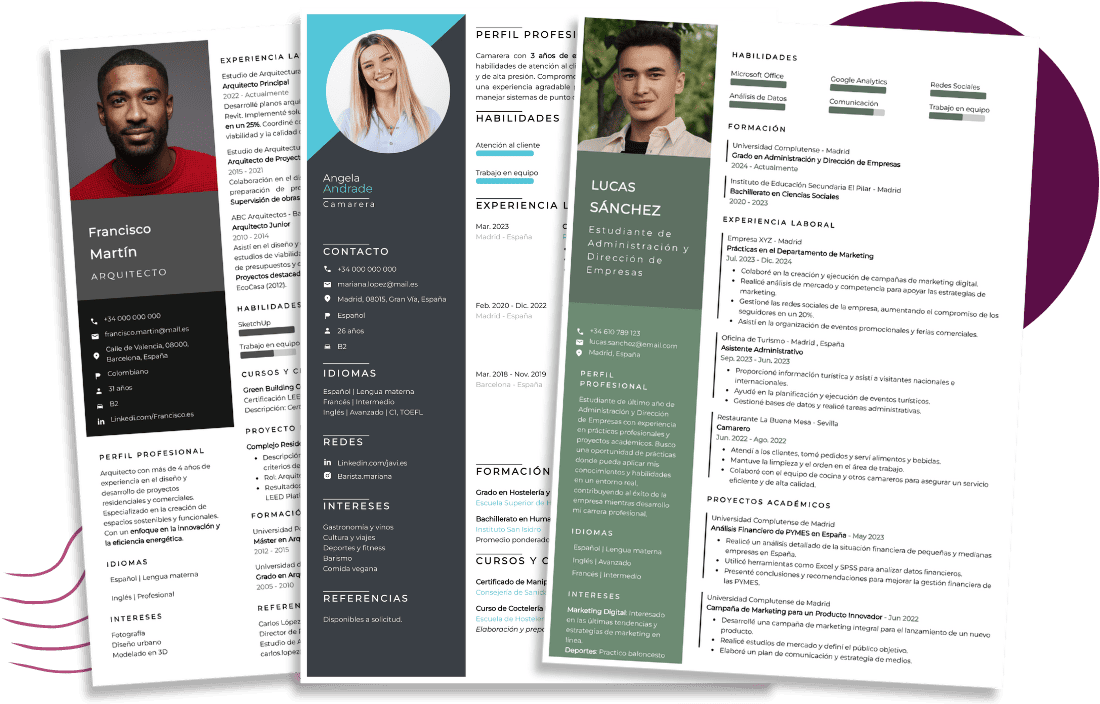 Francisco
Martín
ARQUITECTO
+34 000 000 000
francisco.martin@mail.es
Calle de Valencia, 08000,
Barcelona, España
Colombiano
31 años
B2
Linkedi.com/Francisco.es
PERFIL PROFESIONAL
Arquitecto con más de 4 años de
experiencia en el diseño y
desarrollo de proyectos
residenciales y comerciales.
Especializado en la creación de
espacios sostenibles y funcionales.
Con un enfoque en la innovación y
la eficiencia energética.
IDIOMAS
Español | Lengua materna
Inglés | Profesional
INTERESES
Fotografía
Diseño urbano
Modelado en 3D
EXPERIENCIA LA
Estudio de Arquitectura
Arquitecto Principal
2022 - Actualmente
Desarrollé planos arqu
Revit. Implementé solu
en un 25%. Coordiné c
viabilidad y la calidad
Estudio de Arquitectur
Arquitecto de Proyect
2015 - 2021
Colaboración en el di
preparación de pro
Supervisión de obras
ABC Arquitectos - Ba
Arquitecto Junior
2010 - 2014
Asistí en el diseño y
estudios de viabilida
de presupuestos y c
Proyectos destacad
EcoCasa (2012).
HABILIDADES
SketchUp
Trabajo en equipo
CURSOS Y C
Green Building C
Certificación LEE
Descripción: Cert
PROYECTO
Complejo Reside
Descripción
criterios de
Rol: Arquite
Resultados
LEED Plati
FORMACI
Universidad Po
Máster en Arq
2012 - 2015
Universidad
Grado en Arq
2005 - 2010
REFEREN
Carlos López
Director de
Estudio de A
carlos.lopez
Angela
Andrade
Camarera
CONTACTO
+34 000 000 000
mariana.lopez@mail.es
Madrid, 08015, Gran Vía, España
Español
26 años
B2
IDIOMAS
Español | Lengua materna
Francés | Intermedio
Inglés | Avanzado | C1, TOEFL
REDES
Linkedin.com/javi.es
Barista.mariana
INTERESES
Gastronomía y vinos
Cultura y viajes
Deportes y fitness
Barismo
Comida vegana
REFERENCIAS
Disponibles a solicitud.
PERFIL PROFESI
Camarera con 3 años de e
habilidades de atención al cli
y de alta presión. Comprom
una experiencia agradable
manejar sistemas de punto d
HABILIDADES
Atención al cliente
Trabajo en equipo
EXPERIENCIA L
Mar. 2023
Madrid - España
Feb. 2020 - Dic. 2022
Madrid - España
Mar. 2018 - Nov. 2019
Barcelona - España
FORMACIÓN
Grado en Hostelería y
Escuela Superior de
Bachillerato en Huma
Instituto San Isidro
Promedio ponderado
CURSOS Y C
Certificado de Manip
Consejería de Sanida
Curso de Coctelería
Escuela de Hosteler
Elaboración y prepa
LUCAS
SÁNCHEZ
Estudiante de
Administración y
Dirección de
Empresas
+34 610 789 123
lucas.sanchez@email.com
Madrid, España
PERFIL
PROFESIONAL
Estudiante de último año de
Administración y Dirección
de Empresas con experiencia
en prácticas profesionales y
proyectos académicos. Busco
una oportunidad de prácticas
donde pueda aplicar mis
conocimientos y habilidades
en un entorno real,
contribuyendo al éxito de la
empresa mientras desarrollo
mi carrera profesional.
IDIOMAS
Español | Lengua materna
Inglés | Avanzado
Frances | Intermedio
INTERESES
Marketing Digital: Interesado
en las últimas tendencias y
estrategias de marketing en
línea.
Deportes: Practico baloncesto
HABILIDADES
Microsoft Office
Google Analytics
Redes Sociales
Análisis de Datos
Comunicación
Trabajo en equipo
FORMACIÓN
Universidad Complutense - Madrid
Grado en Administración y Dirección de Empresas
2024 - Actualmente
Instituto de Educación Secundaria El Pilar - Madrid
Bachillerato en Ciencias Sociales
2020 - 2023
EXPERIENCIA LABORAL
Empresa XYZ - Madrid
Prácticas en el Departamento de Marketing
Jul. 2023 - Dic. 2024
Colaboré en la creación y ejecución de campañas de marketing digital.
Realicé análisis de mercado y competencia para apoyar las estrategias de
marketing.
Gestioné las redes sociales de la empresa, aumentando el compromiso de los
seguidores en un 20%.
Asistí en la organización de eventos promocionales y ferias comerciales.
Oficina de Turismo - Madrid , España
Asistente Administrativo
Sep. 2023 - Jun. 2023
Proporcioné información turística y asistí a visitantes nacionales e
internacionales.
Ayudé en la planificación y ejecución de eventos turísticos.
Gestioné bases de datos y realicé tareas administrativas.
Restaurante La Buena Mesa - Sevilla
Camarero
Jun. 2022 - Ago. 2022
Atendí a los clientes, tomé pedidos y serví alimentos y bebidas.
Mantuve la limpieza y el orden en el área de trabajo.
Colaboré con el equipo de cocina y otros camareros para asegurar un servicio
eficiente y de alta calidad.
PROYECTOS ACADÉMICOS
Universidad Complutense de Madrid
Análisis Financiero de PYMES en España - May 2023
Realicé un análisis detallado de la situación financiera de pequeñas y medianas
empresas en España.
Utilicé herramientas como Excel y SPSS para analizar datos financieros.
Presenté conclusiones y recomendaciones para mejorar la gestión financiera de
las PYMES.
Universidad Complutense de Madrid
Campaña de Marketing para un Producto Innovador - Jun 2022
Desarrollé una campaña de marketing integral para el lanzamiento de un nuevo
producto.
Realicé estudios de mercado y definí el público objetivo.
Elaboré un plan de comunicación y estrategia de medios.